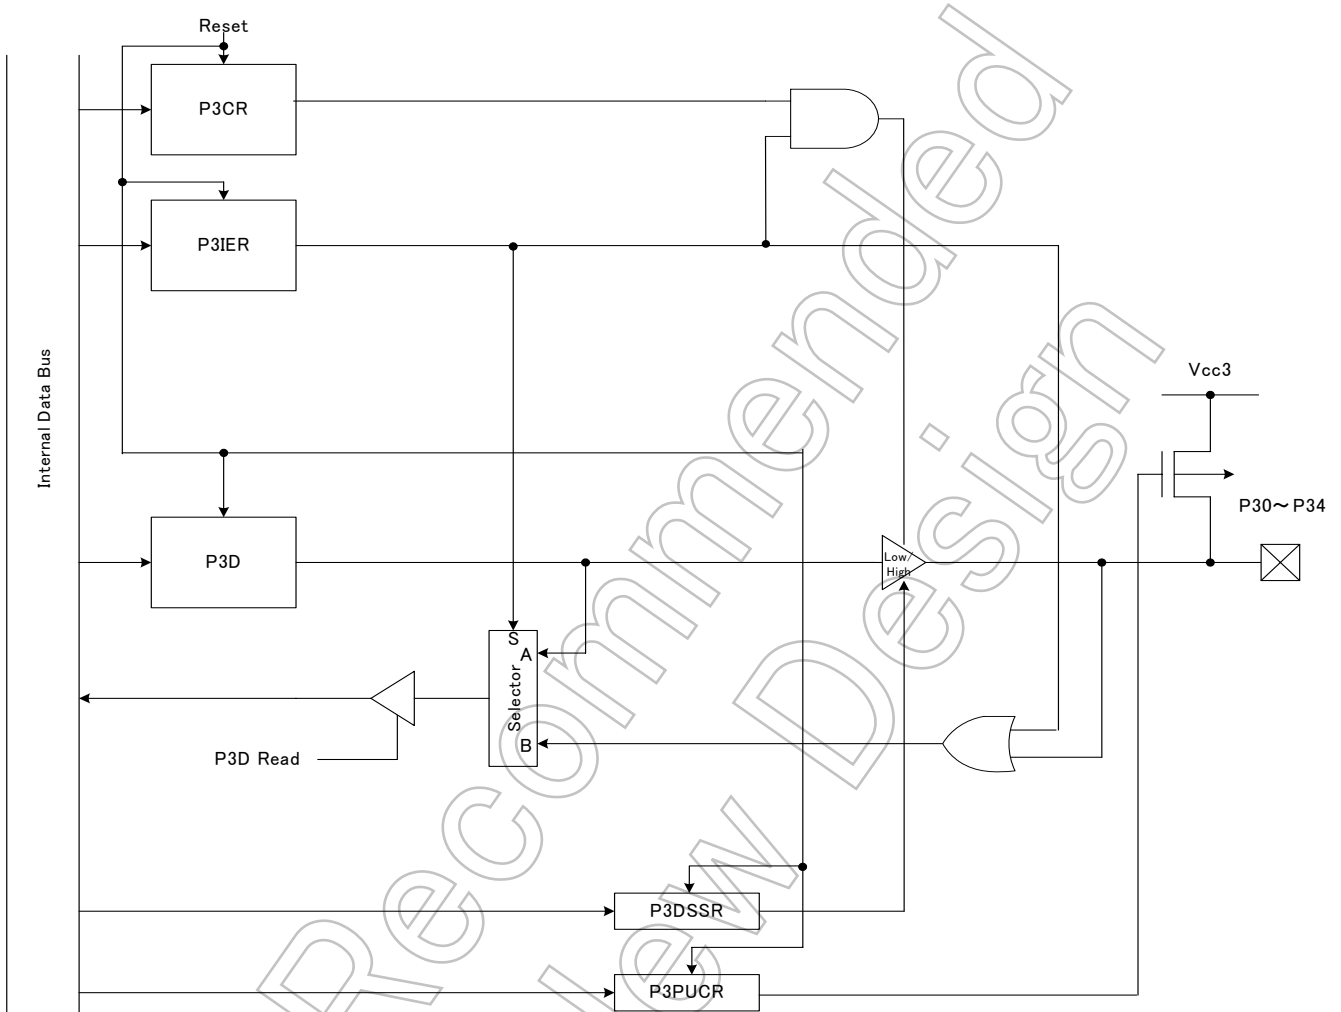 Reset
P3CR
P3IER
Internal Data Bus
Vcc3
P30～P34
P3D
Low/
High
S
A
Selector
B
P3D Read
P3DSSR
P3PUCR
Recommended
New Design